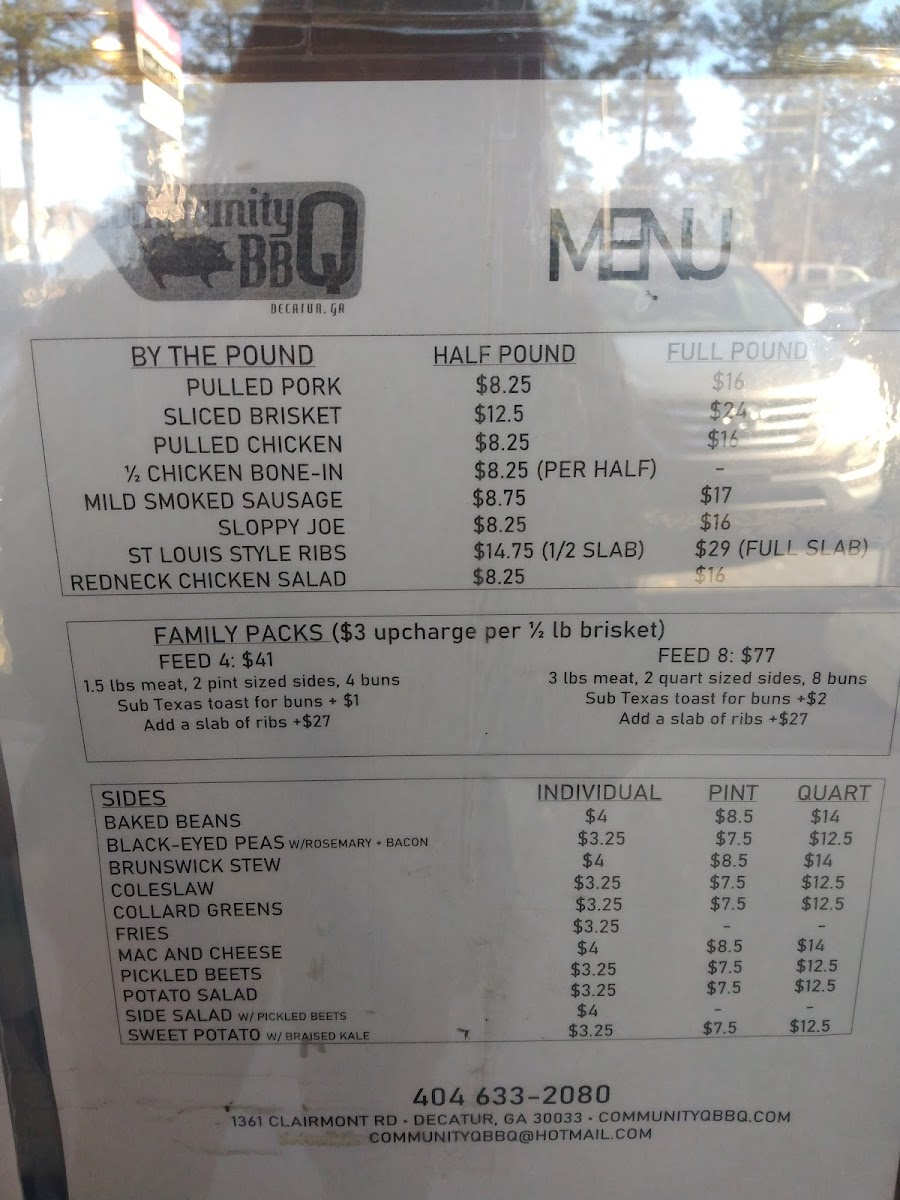 Community
BBQ
DECATUR, GA
MENU
BY THE POUND HALF POUND FULL POUND
PULLED PORK $8.25 $16
SLICED BRISKET $12.5 $24
PULLED CHICKEN $8.25 $16
½ CHICKEN BONE-IN $8.25 (PER HALF) -
MILD SMOKED SAUSAGE $8.75 $17
SLOPPY JOE $8.25 $16
ST LOUIS STYLE RIBS $14.75 (1/2 SLAB) $29 (FULL SLAB)
REDNECK CHICKEN SALAD $8.25 $16
FAMILY PACKS ($3 upcharge per ½ lb brisket)
FEED 4: $41
1.5 lbs meat, 2 pint sized sides, 4 buns
Sub Texas toast for buns + $1
Add a slab of ribs +$27
FEED 8: $77
3 lbs meat, 2 quart sized sides, 8 buns
Sub Texas toast for buns +$2
Add a slab of ribs +$27
SIDES INDIVIDUAL PINT QUART
BAKED BEANS $4 $8.5 $14
BLACK-EYED PEAS W/ROSEMARY + BACON $3.25 $7.5 $12.5
BRUNSWICK STEW $4 $8.5 $14
COLESLAW $3.25 $7.5 $12.5
COLLARD GREENS $3.25 $7.5 $12.5
FRIES $3.25 - -
MAC AND CHEESE $4 $8.5 $14
PICKLED BEETS $3.25 $7.5 $12.5
POTATO SALAD $3.25 $7.5 $12.5
SIDE SALAD W/ PICKLED BEETS $4 - -
SWEET POTATO W/ BRAISED KALE $3.25 $7.5 $12.5
404 633-2080
1361 CLAIRMONT RD • DECATUR, GA 30033 • COMMUNITYQBBQ.COM
COMMUNITYQBBQ@HOTMAIL.COM